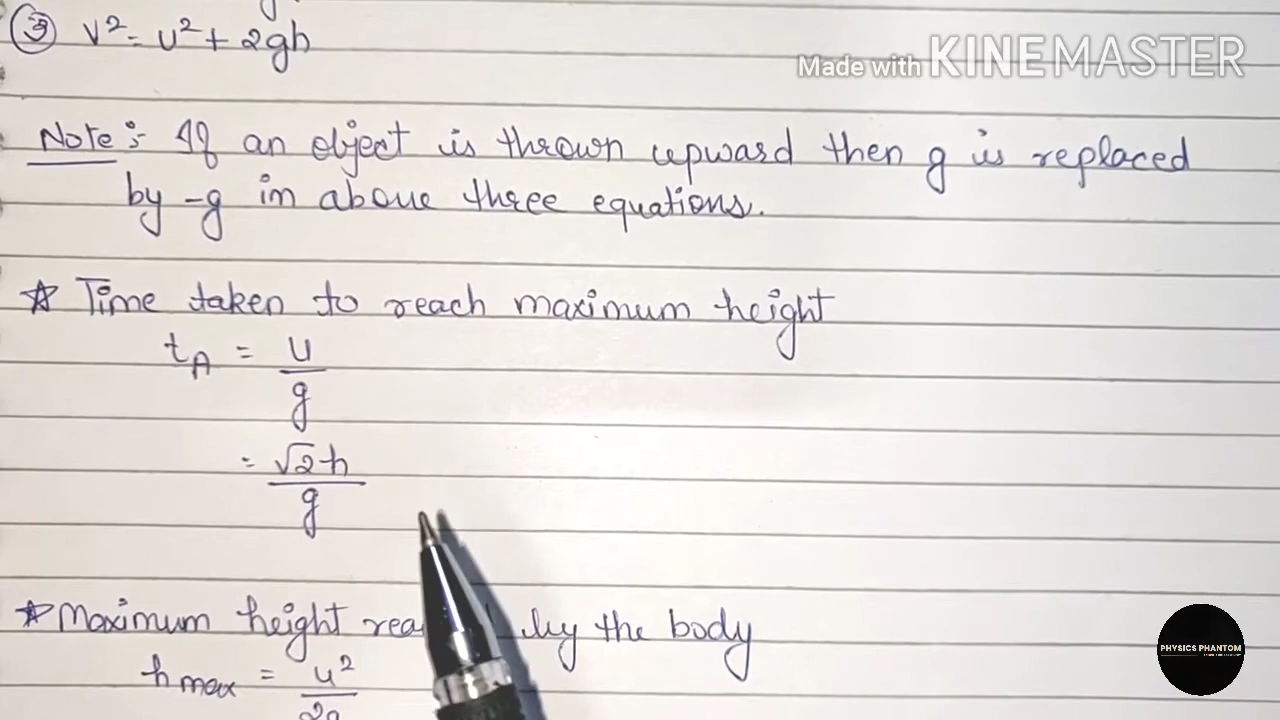 ③ v² = u² + 2gh
Made with KINEMASTER
Note :- If an object is thrown upward then g is replaced
by -g in above three equations.
☆ Time taken to reach maximum height
t_A = u/g
= √2h/g
☆ Maximum height by the body
h max = u²/2g
PHYSICS PHANTOM